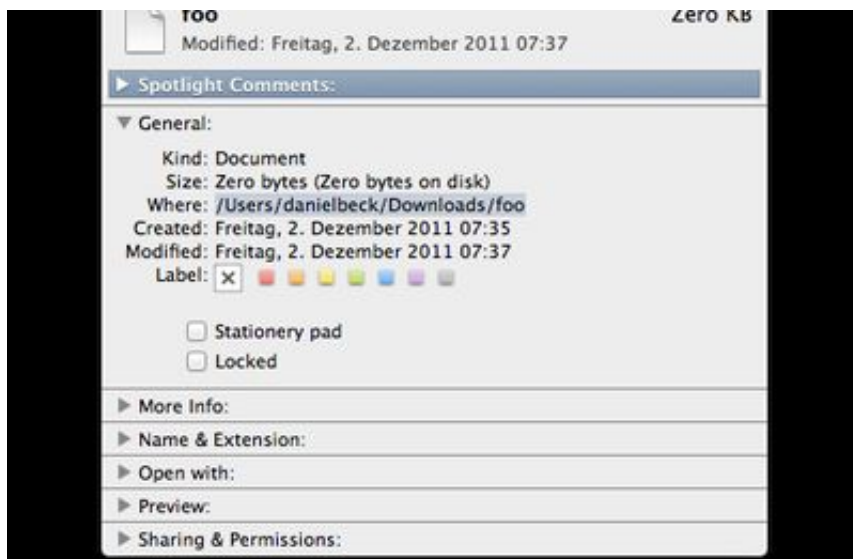 foo Zero KB
Modified: Freitag, 2. Dezember 2011 07:37
Spotlight Comments:
General:
Kind: Document
Size: Zero bytes (Zero bytes on disk)
Where: /Users/danielbeck/Downloads/foo
Created: Freitag, 2. Dezember 2011 07:35
Modified: Freitag, 2. Dezember 2011 07:37
Label:
Stationery pad
Locked
More Info:
Name & Extension:
Open with:
Preview:
Sharing & Permissions: